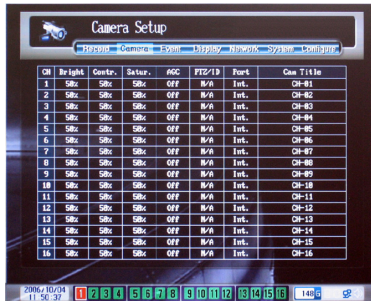 Camera Setup
Record Camera Event Display Network System Configure
CH Bright Contr. Satur. AGC PTZ/ID Port Cam Title
1 50% 50% 50% Off N/A Int. CH-01
2 50% 50% 50% Off N/A Int. CH-02
3 50% 50% 50% Off N/A Int. CH-03
4 50% 50% 50% Off N/A Int. CH-04
5 50% 50% 50% Off N/A Int. CH-05
6 50% 50% 50% Off N/A Int. CH-06
7 50% 50% 50% Off N/A Int. CH-07
8 50% 50% 50% Off N/A Int. CH-08
9 50% 50% 50% Off N/A Int. CH-09
10 50% 50% 50% Off N/A Int. CH-10
11 50% 50% 50% Off N/A Int. CH-11
12 50% 50% 50% Off N/A Int. CH-12
13 50% 50% 50% Off N/A Int. CH-13
14 50% 50% 50% Off N/A Int. CH-14
15 50% 50% 50% Off N/A Int. CH-15
16 50% 50% 50% Off N/A Int. CH-16
2006/10/04
11:50:37 1 2 3 4 5 6 7 8 9 10 11 12 13 14 15 16 148 G